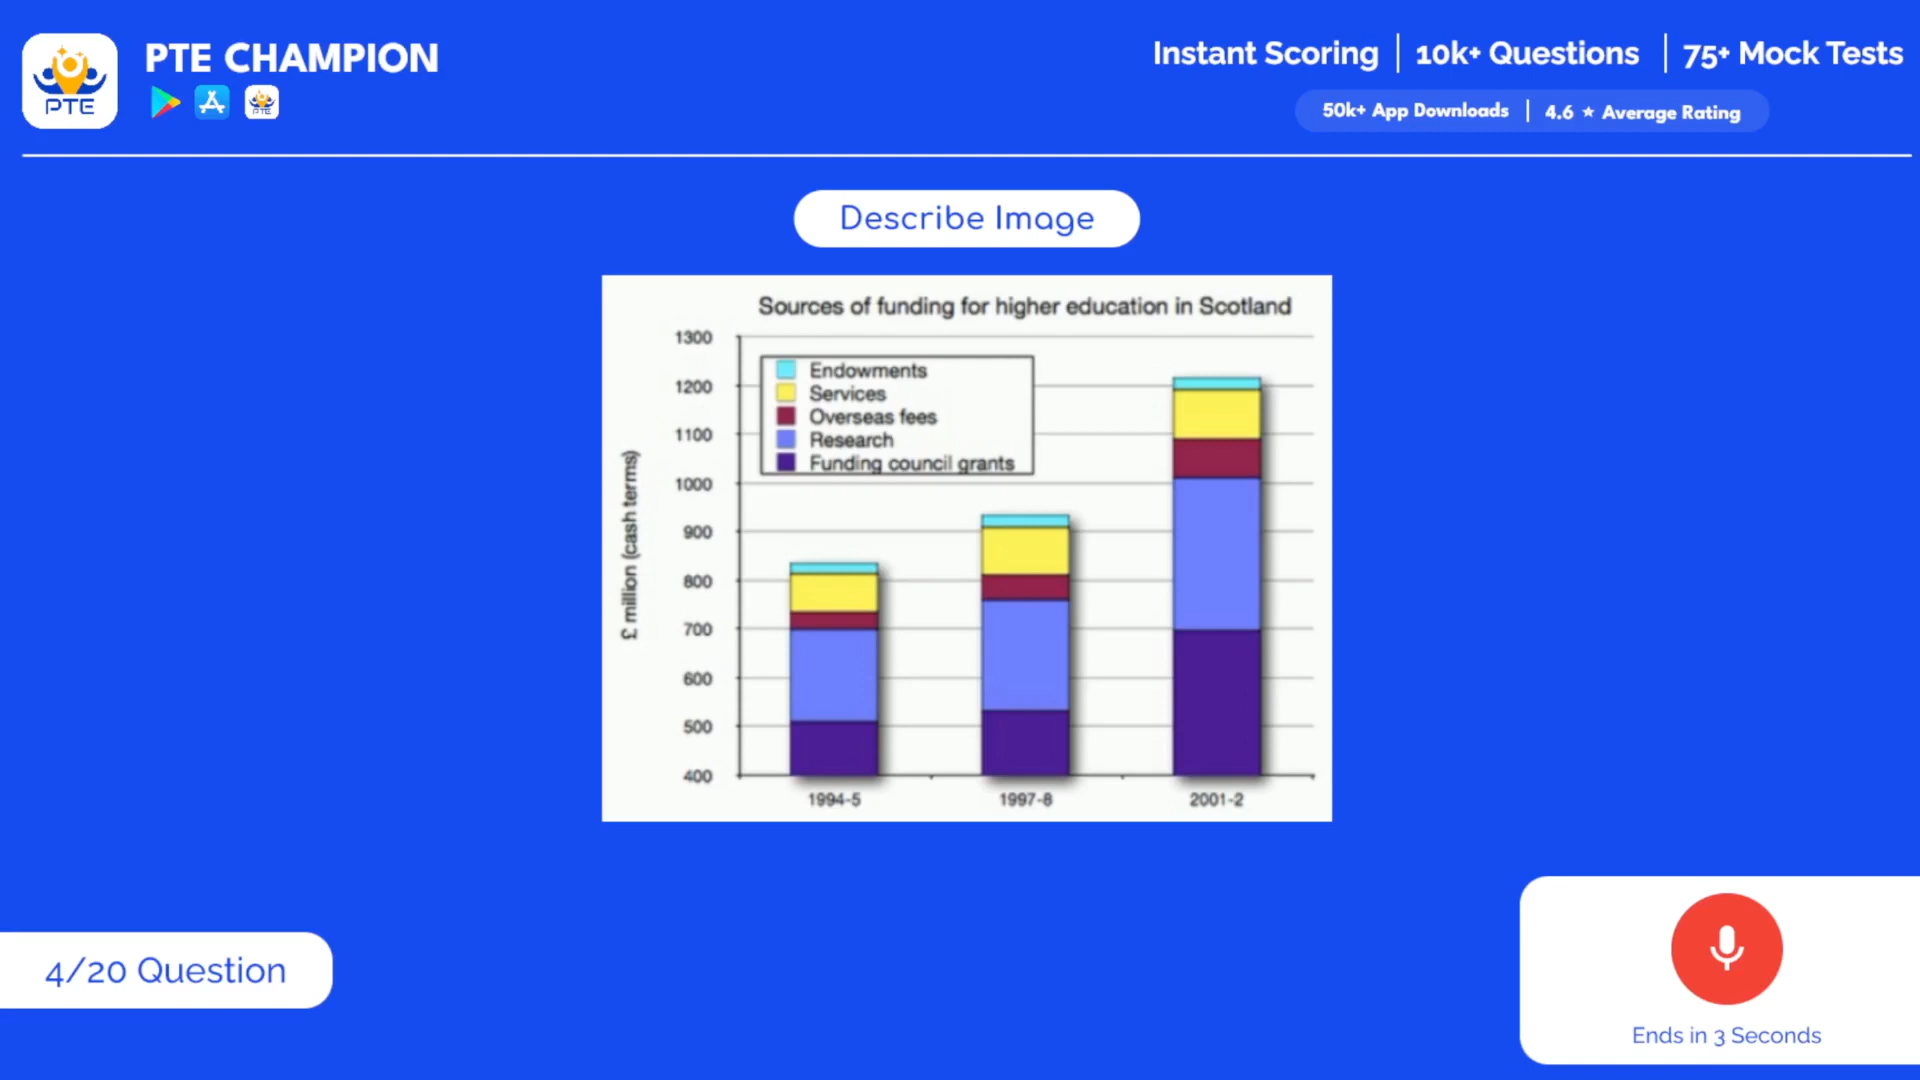 PTE CHAMPION
PTE
PTE
Instant Scoring | 10k+ Questions | 75+ Mock Tests
50k+ App Downloads | 4.6 ★ Average Rating
Describe Image
Sources of funding for higher education in Scotland
£ million (cash terms)
1300
1200
1100
1000
900
800
700
600
500
400
Endowments
Services
Overseas fees
Research
Funding council grants
1994-5
1997-8
2001-2
4/20 Question
Ends in 3 Seconds